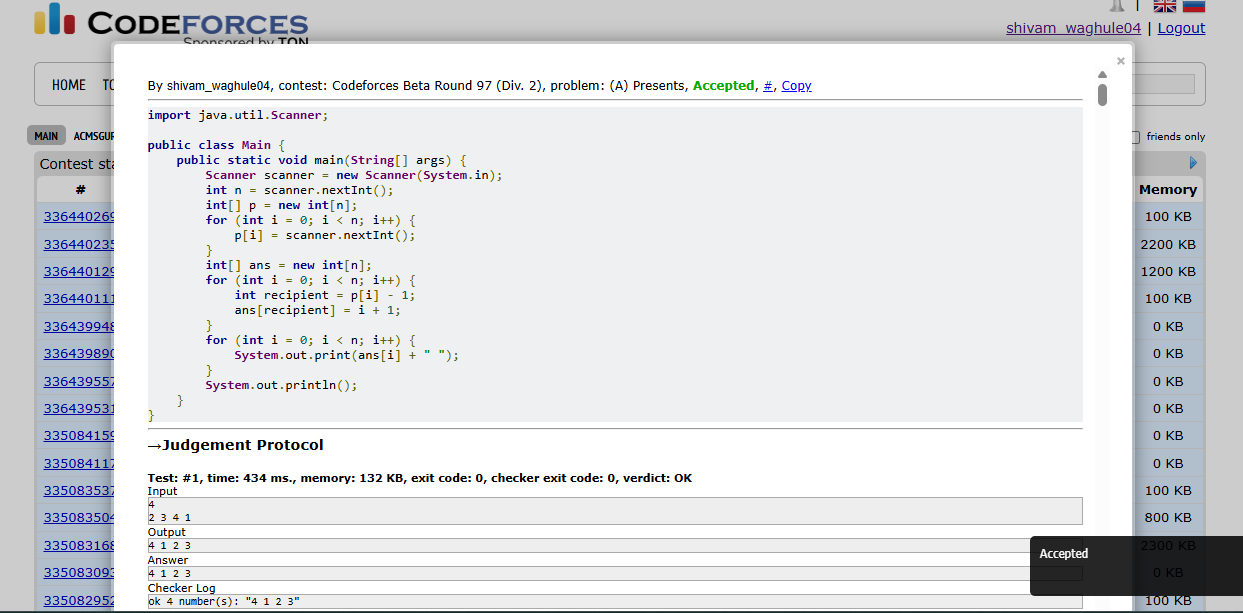 CODEFORCES
Sponsored by TON
shivam_waghule04 | Logout
HOME
By shivam_waghule04, contest: Codeforces Beta Round 97 (Div. 2), problem: (A) Presents, Accepted, #, Copy
import java.util.Scanner;
public class Main {
public static void main(String[] args) {
Scanner scanner = new Scanner(System.in);
int n = scanner.nextInt();
int[] p = new int[n];
for (int i = 0; i < n; i++) {
p[i] = scanner.nextInt();
}
int[] ans = new int[n];
for (int i = 0; i < n; i++) {
int recipient = p[i] - 1;
ans[recipient] = i + 1;
}
for (int i = 0; i < n; i++) {
System.out.print(ans[i] + " ");
}
System.out.println();
}
}
→Judgement Protocol
Test: #1, time: 434 ms., memory: 132 KB, exit code: 0, checker exit code: 0, verdict: OK
Input
4
2 3 4 1
Output
4 1 2 3
Answer
4 1 2 3
Checker Log
ok 4 number(s): "4 1 2 3"
MAIN
Contest
#
336440269
336440235
336440129
336440111
336439948
336439890
336439557
336439531
335084159
335084117
335083537
335083504
335083168
335083093
335082952
friends only
Memory
100 KB
2200 KB
1200 KB
100 KB
0 KB
0 KB
0 KB
0 KB
0 KB
0 KB
100 KB
800 KB
2300 KB
0 KB
100 KB
Accepted